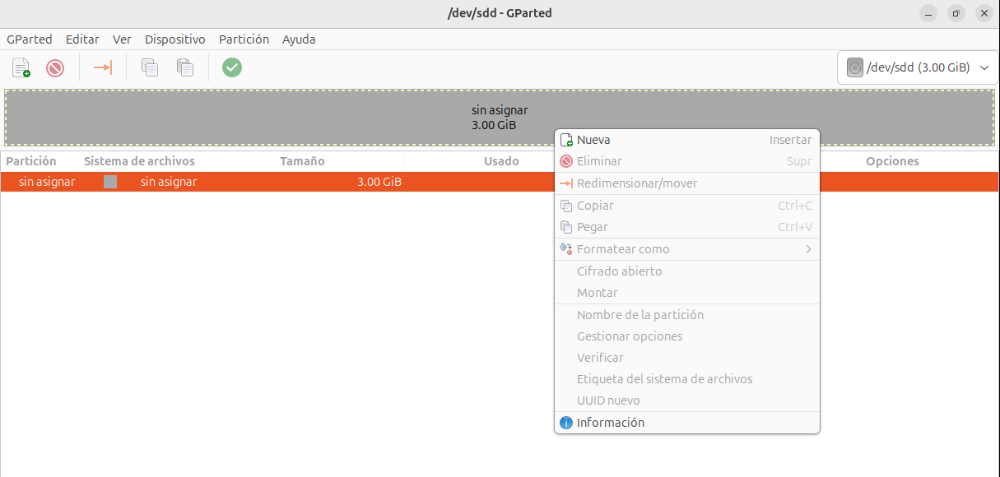 /dev/sdd - GParted
GParted Editar Ver Dispositivo Partición Ayuda
/dev/sdd (3.00 GiB)
sin asignar
3.00 GiB
Partición Sistema de archivos Tamaño Usado Opciones
sin asignar sin asignar 3.00 GiB
Nueva Insertar
Eliminar Supr
Redimensionar/mover
Copiar Ctrl+C
Pegar Ctrl+V
Formatear como
Cifrado abierto
Montar
Nombre de la partición
Gestionar opciones
Verificar
Etiqueta del sistema de archivos
UUID nuevo
Información